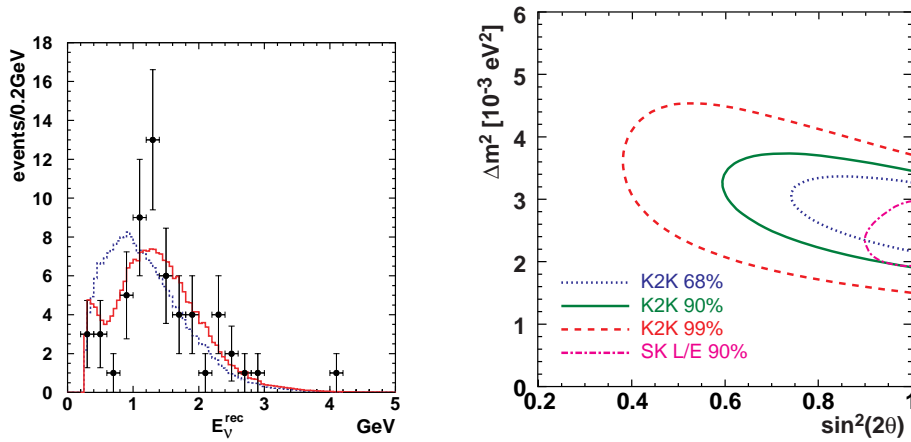 events/0.2GeV
18
16
14
12
10
8
6
4
2
0
0 1 2 3 4 5
E_ν^rec GeV
Δm² [10⁻³ eV²]
6
5
4
3
2
1
0
K2K 68%
K2K 90%
K2K 99%
SK L/E 90%
0.2 0.4 0.6 0.8 1
sin²(2θ)